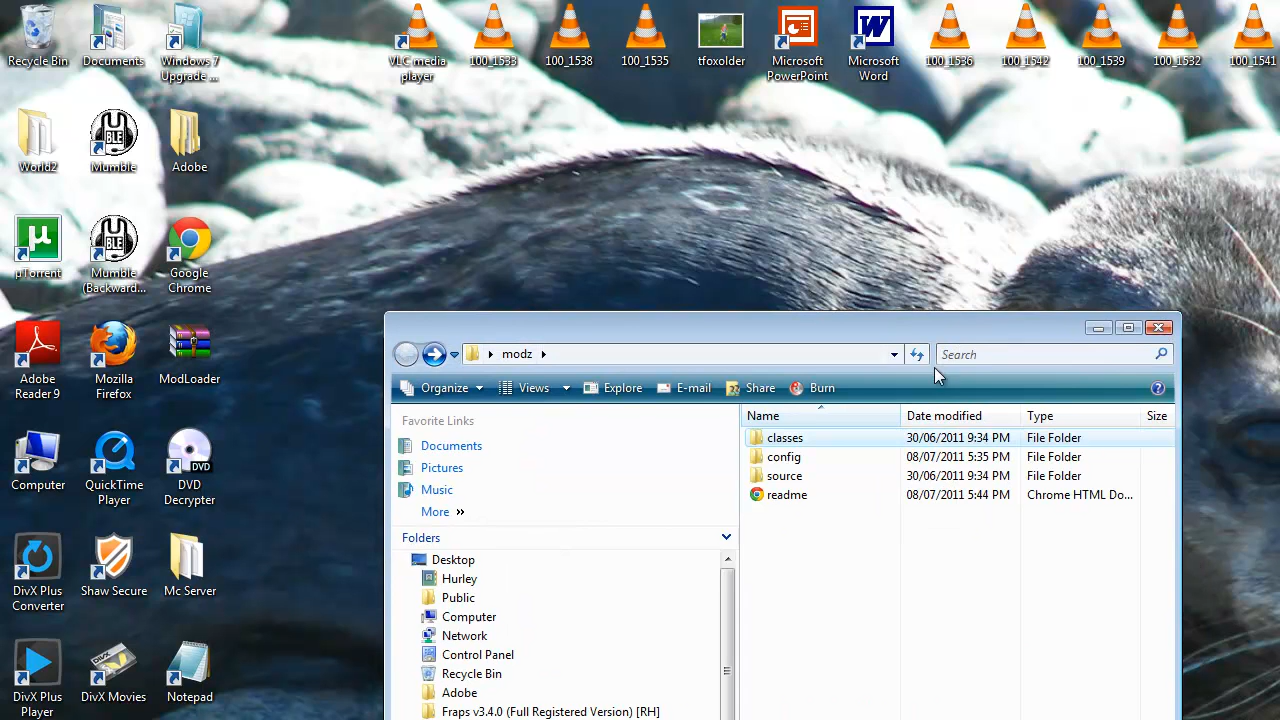 Recycle Bin
Documents
Windows 7 Upgrade ...
VLC media player
100_1533
100_1538
100_1535
tfoxolder
Microsoft PowerPoint
Microsoft Word
100_1536
100_1542
100_1539
100_1532
100_1541
World2
Mumble
Adobe
µTorrent
Mumble (Backward...
Google Chrome
Adobe Reader 9
Mozilla Firefox
ModLoader
Computer
QuickTime Player
DVD
DVD Decrypter
DivX Plus Converter
Shaw Secure
Mc Server
DivX Plus Player
DivX Movies
Notepad
modz
Search
Organize Views Explore E-mail Share Burn
Favorite Links
Documents
Pictures
Music
More »
Folders
Desktop
Hurley
Public
Computer
Network
Control Panel
Recycle Bin
Adobe
Fraps v3.4.0 (Full Registered Version) [RH]
Name Date modified Type Size
classes 30/06/2011 9:34 PM File Folder
config 08/07/2011 5:35 PM File Folder
source 30/06/2011 9:34 PM File Folder
readme 08/07/2011 5:44 PM Chrome HTML Do...